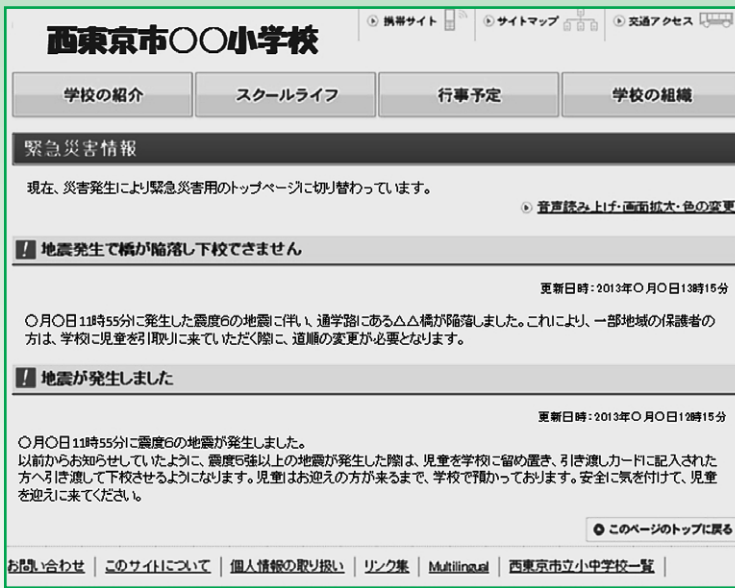 西東京市〇〇小学校
携帯サイト サイトマップ 交通アクセス
学校の紹介 スクールライフ 行事予定 学校の組織
緊急災害情報
現在、災害発生により緊急災害用のトップページに切り替わっています。
音声読み上げ・画面拡大・色の変更
! 地震発生で橋が陥落し下校できません
更新日時:2013年〇月〇日13時15分
〇月〇日11時55分に発生した震度6の地震に伴い、通学路にある△△橋が陥落しました。これにより、一部地域の保護者の
方は、学校に児童を引取りに来ていただく際に、道順の変更が必要となります。
! 地震が発生しました
更新日時:2013年〇月〇日12時15分
〇月〇日11時55分に震度6の地震が発生しました。
以前からお知らせしていたように、震度5強以上の地震が発生した際は、児童を学校に留め置き、引き渡しカードに記入された
方へ引き渡して下校させるようになります。児童はお迎えの方が来るまで、学校で預かっております。安全に気を付けて、児童
を迎えに来てください。
このページのトップに戻る
お問い合わせ | このサイトについて | 個人情報の取り扱い | リンク集 | Multilingual | 西東京市立小中学校一覧 |